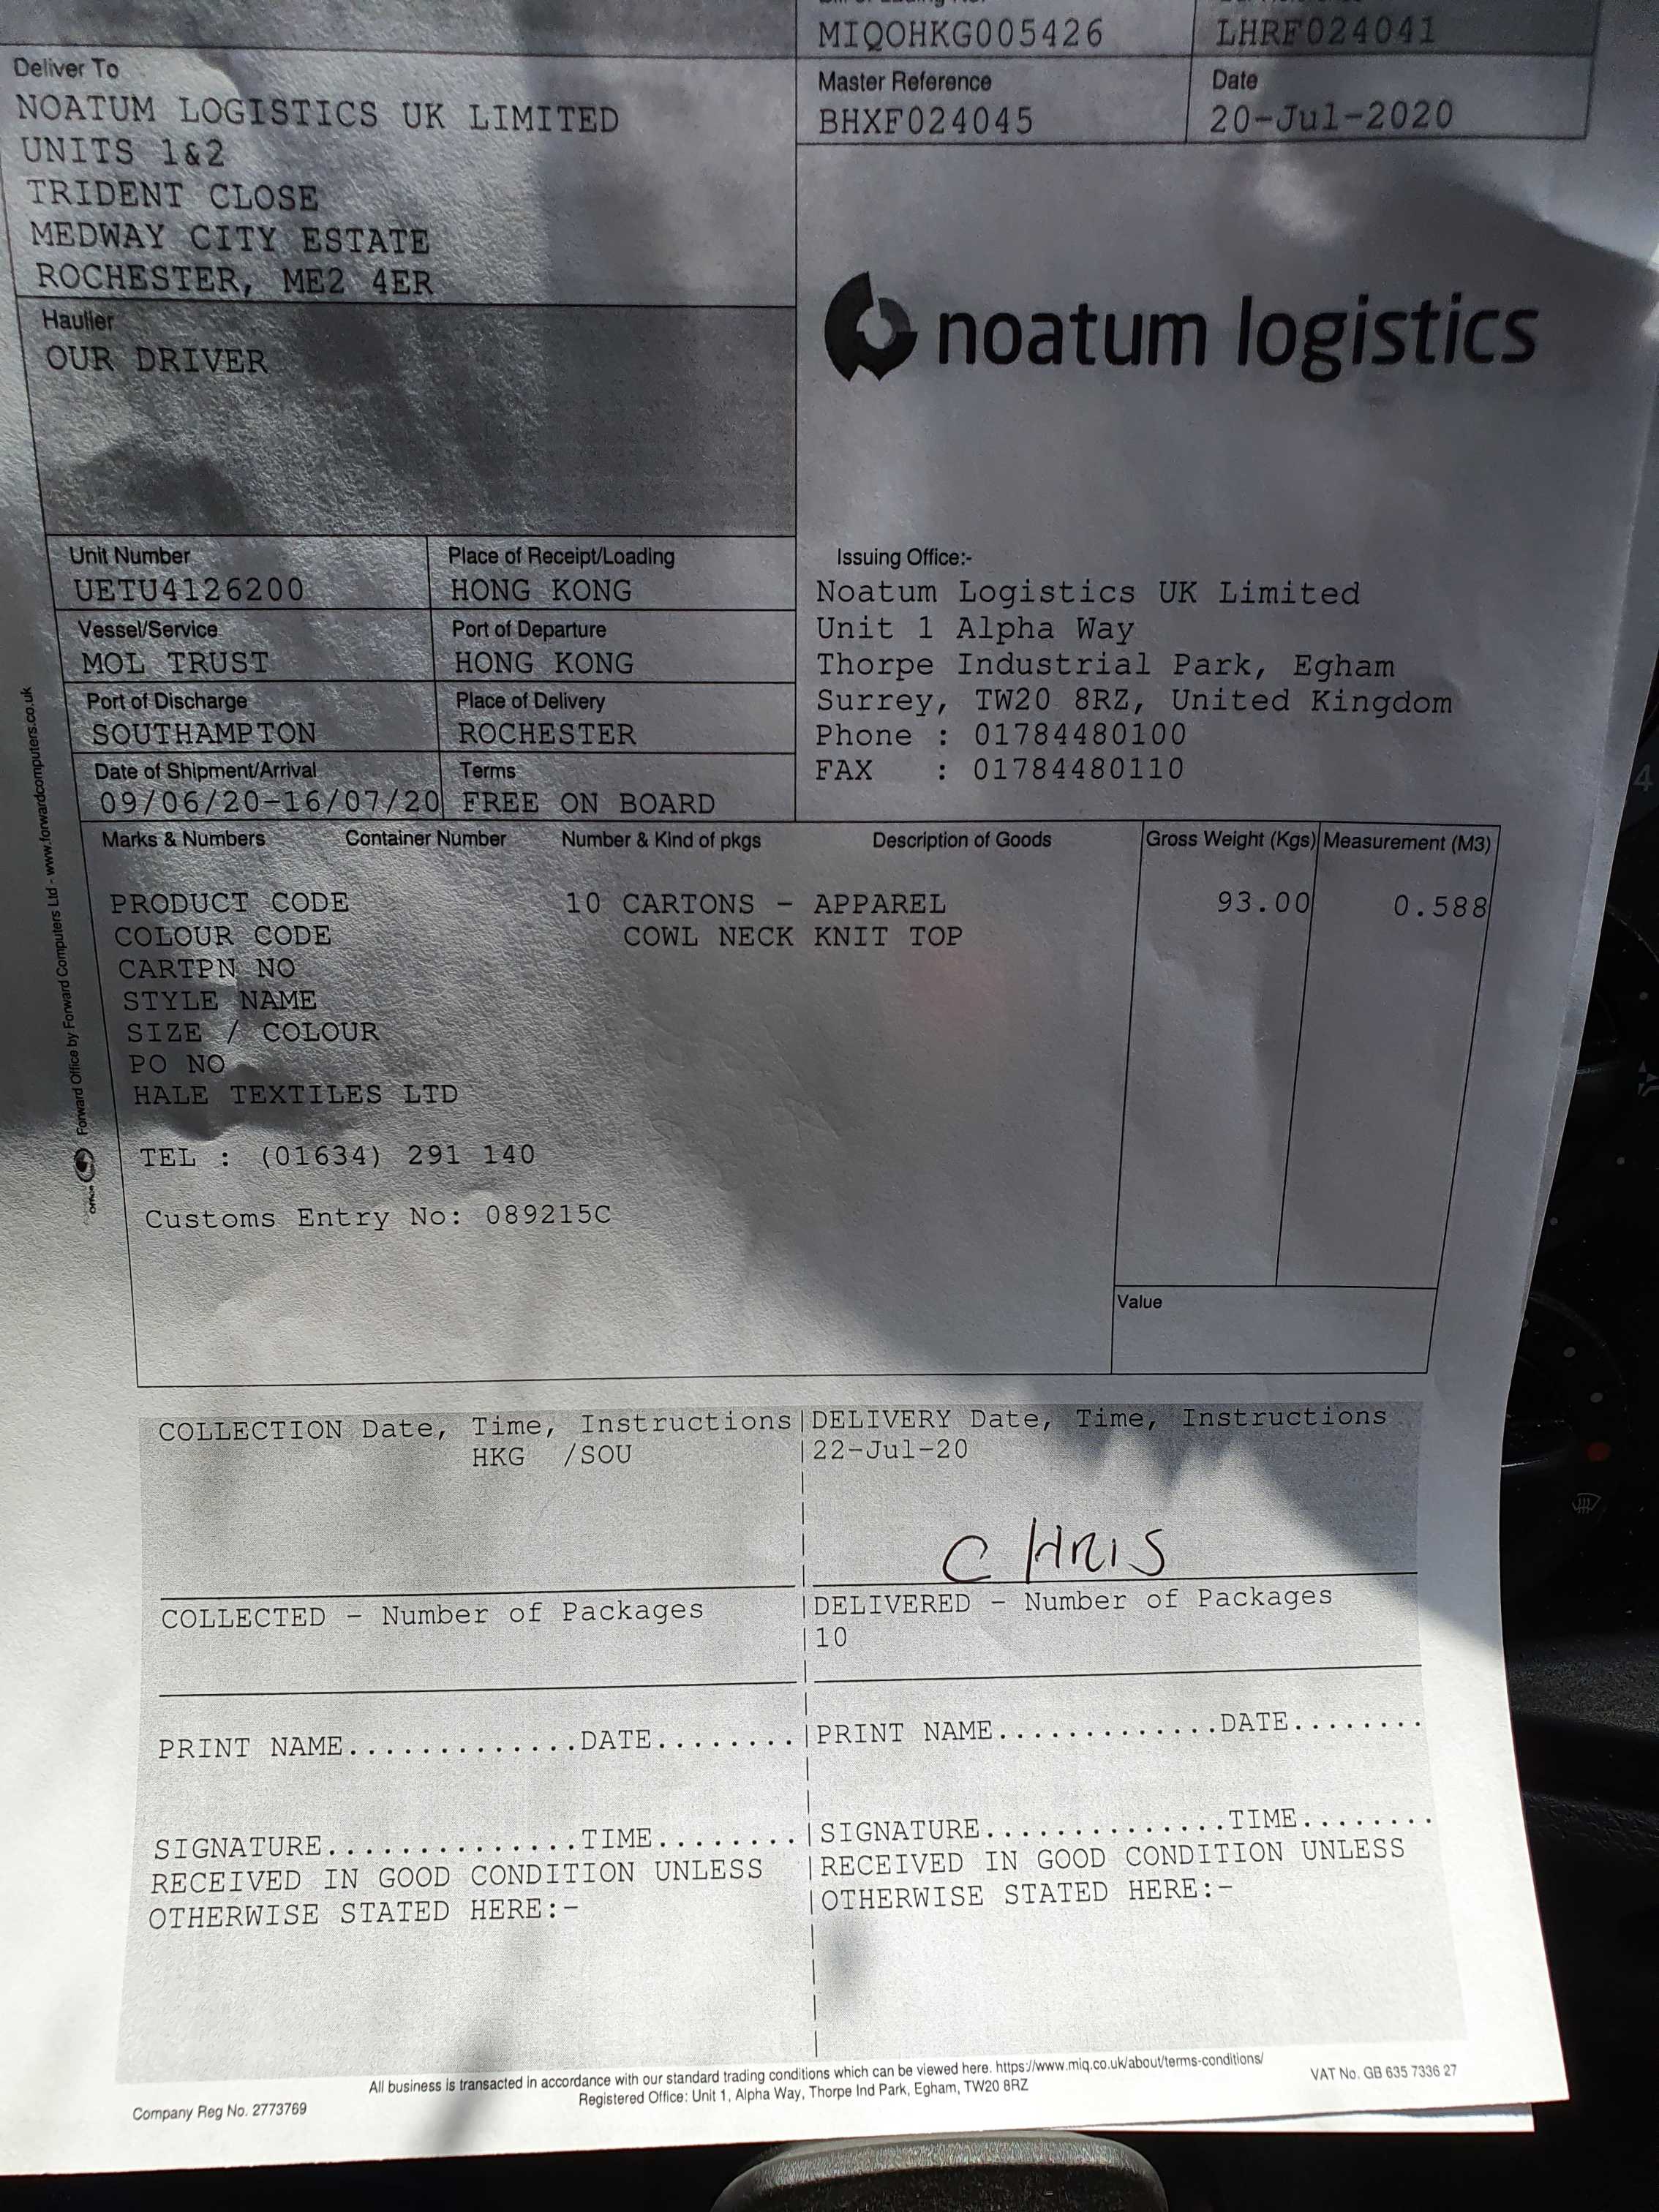 MIQOHKG005426
LHRF024041
Deliver To
NOATUM LOGISTICS UK LIMITED
UNITS 1&2
TRIDENT CLOSE
MEDWAY CITY ESTATE
ROCHESTER, ME2 4ER
Master Reference
BHXF024045
Date
20-Jul-2020
Haulier
OUR DRIVER
noatum logistics
Unit Number
UETU4126200
Place of Receipt/Loading
HONG KONG
Vessel/Service
MOL TRUST
Port of Departure
HONG KONG
Port of Discharge
SOUTHAMPTON
Place of Delivery
ROCHESTER
Date of Shipment/Arrival
09/06/20-16/07/20
Terms
FREE ON BOARD
Issuing Office:-
Noatum Logistics UK Limited
Unit 1 Alpha Way
Thorpe Industrial Park, Egham
Surrey, TW20 8RZ, United Kingdom
Phone : 01784480100
FAX : 01784480110
Marks & Numbers Container Number Number & Kind of pkgs Description of Goods Gross Weight (Kgs) Measurement (M3)
PRODUCT CODE 10 CARTONS - APPAREL 93.00 0.588
COLOUR CODE COWL NECK KNIT TOP
CARTPN NO
STYLE NAME
SIZE / COLOUR
PO NO
HALE TEXTILES LTD
TEL : (01634) 291 140
Customs Entry No: 089215C
Value
Forward Office by Forward Computers Ltd - www.forwardcomputers.co.uk
COLLECTION Date, Time, Instructions
HKG /SOU
DELIVERY Date, Time, Instructions
22-Jul-20
CHRIS
COLLECTED - Number of Packages
DELIVERED - Number of Packages
10
PRINT NAME.............DATE........
PRINT NAME.............DATE........
SIGNATURE..............TIME........
RECEIVED IN GOOD CONDITION UNLESS
OTHERWISE STATED HERE:-
SIGNATURE..............TIME........
RECEIVED IN GOOD CONDITION UNLESS
OTHERWISE STATED HERE:-
All business is transacted in accordance with our standard trading conditions which can be viewed here. https://www.miq.co.uk/about/terms-conditions/
Registered Office: Unit 1, Alpha Way, Thorpe Ind Park, Egham, TW20 8RZ
VAT No. GB 635 7336 27
Company Reg No. 2773769